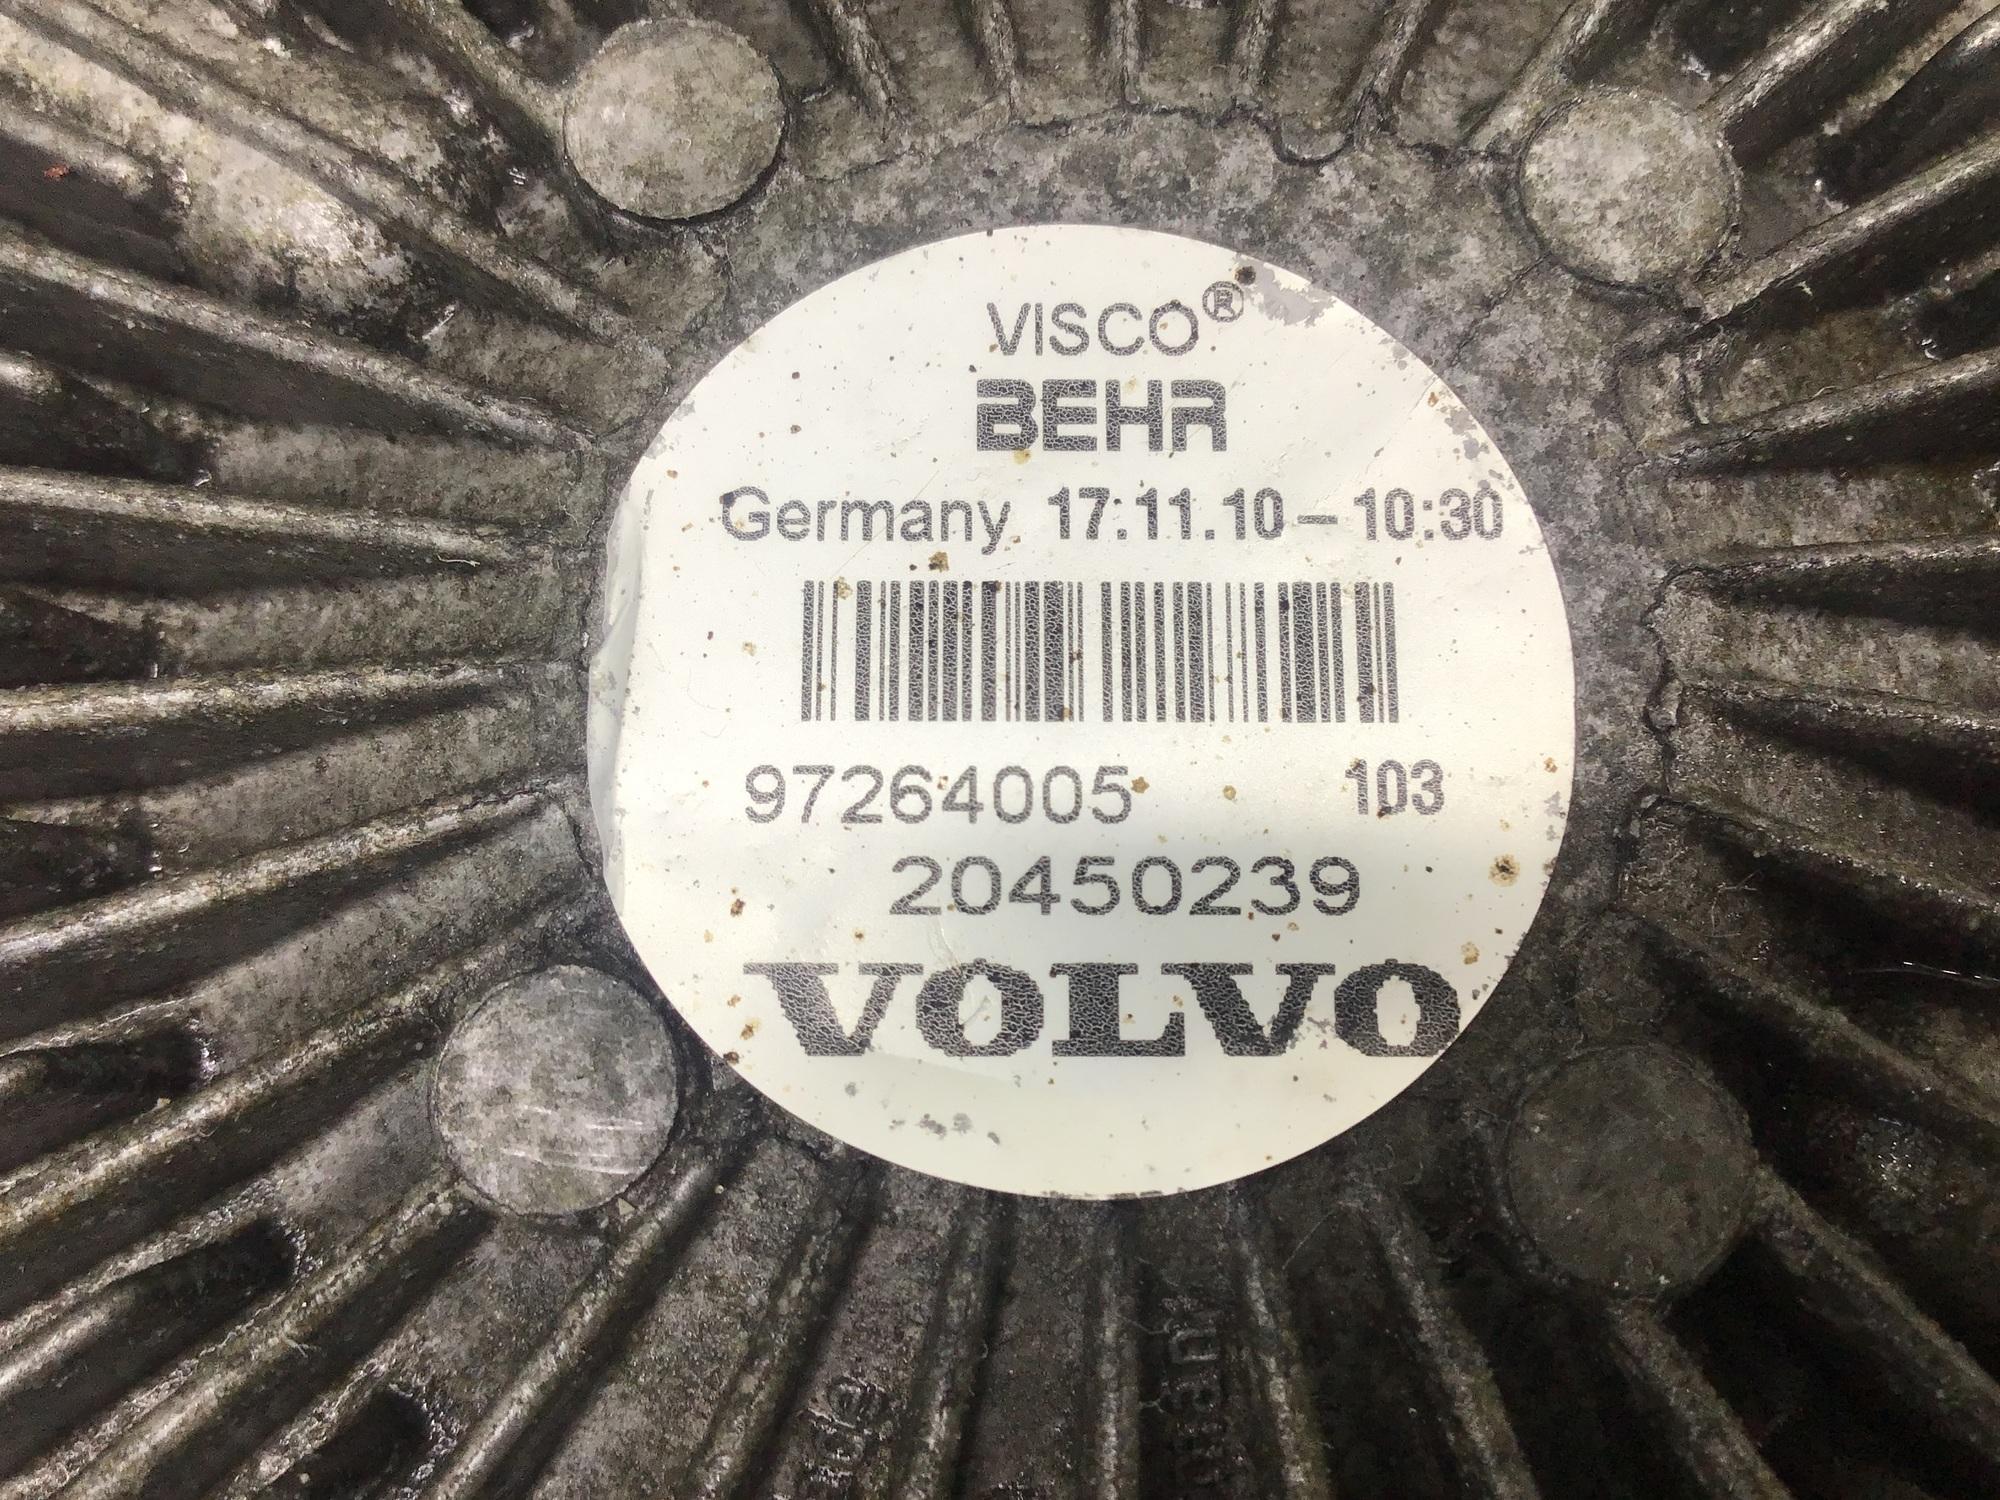 VISCO®
BEHR
Germany 17:11.10 – 10:30
97264005 103
20450239
VOLVO